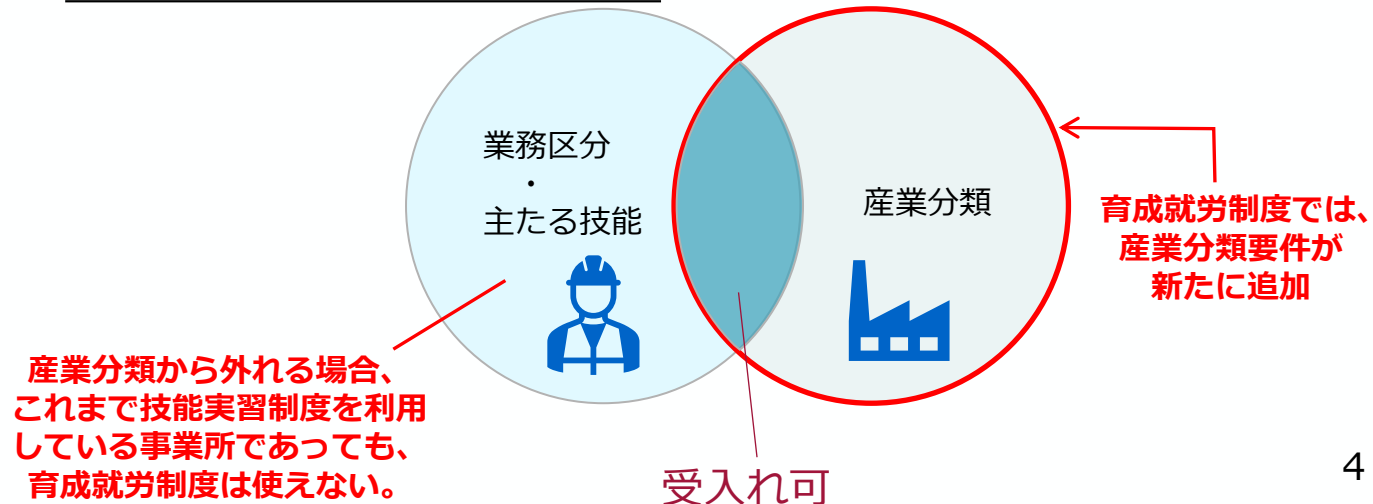 業務区分
・
主たる技能
産業分類
育成就労制度では、
産業分類要件が
新たに追加
産業分類から外れる場合、
これまで技能実習制度を利用
している事業所であっても、
育成就労制度は使えない。
受入れ可
4